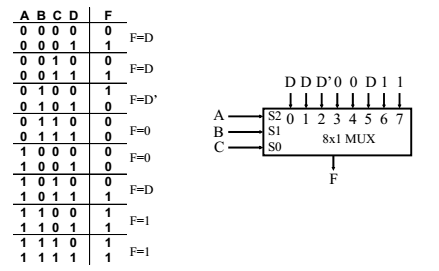 A B C D F
0 0 0 0 0
0 0 0 1 1
F=D
0 0 1 0 0
0 0 1 1 1
F=D
0 1 0 0 1
0 1 0 1 0
F=D’
0 1 1 0 0
0 1 1 1 0
F=0
1 0 0 0 0
1 0 0 1 0
F=0
1 0 1 0 0
1 0 1 1 1
F=D
1 1 0 0 1
1 1 0 1 1
F=1
1 1 1 0 1
1 1 1 1 1
F=1
D D D’ 0 0 D 1 1
A S2 0 1 2 3 4 5 6 7
B S1 8x1 MUX
C S0
F